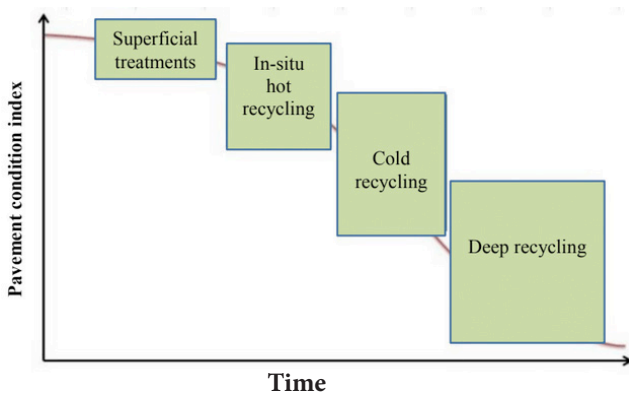 Pavement condition index
Superficial
treatments
In-situ
hot
recycling
Cold
recycling
Deep recycling
Time